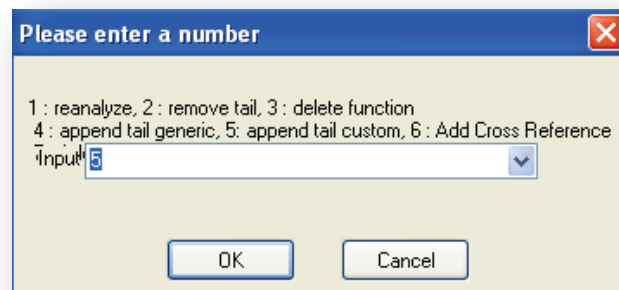 Please enter a number
1 : reanalyze, 2 : remove tail, 3 : delete function
4 : append tail generic, 5: append tail custom, 6 : Add Cross Reference
Input 5
OK Cancel